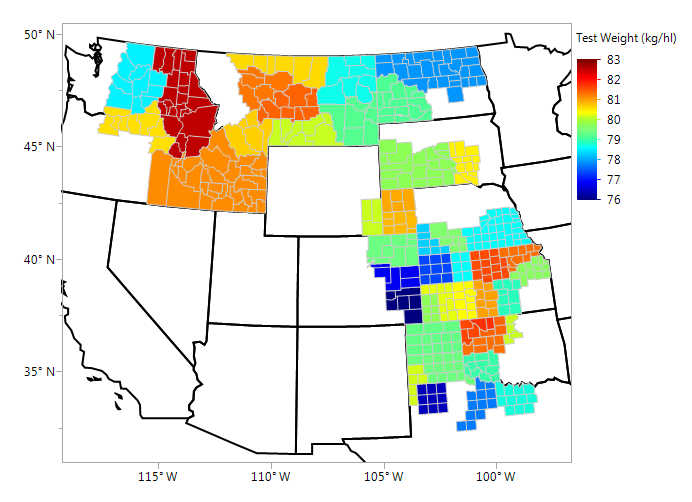 Test Weight (kg/hl)
50° N
45° N
40° N
35° N
83
82
81
80
79
78
77
76
115° W
110° W
105° W
100° W